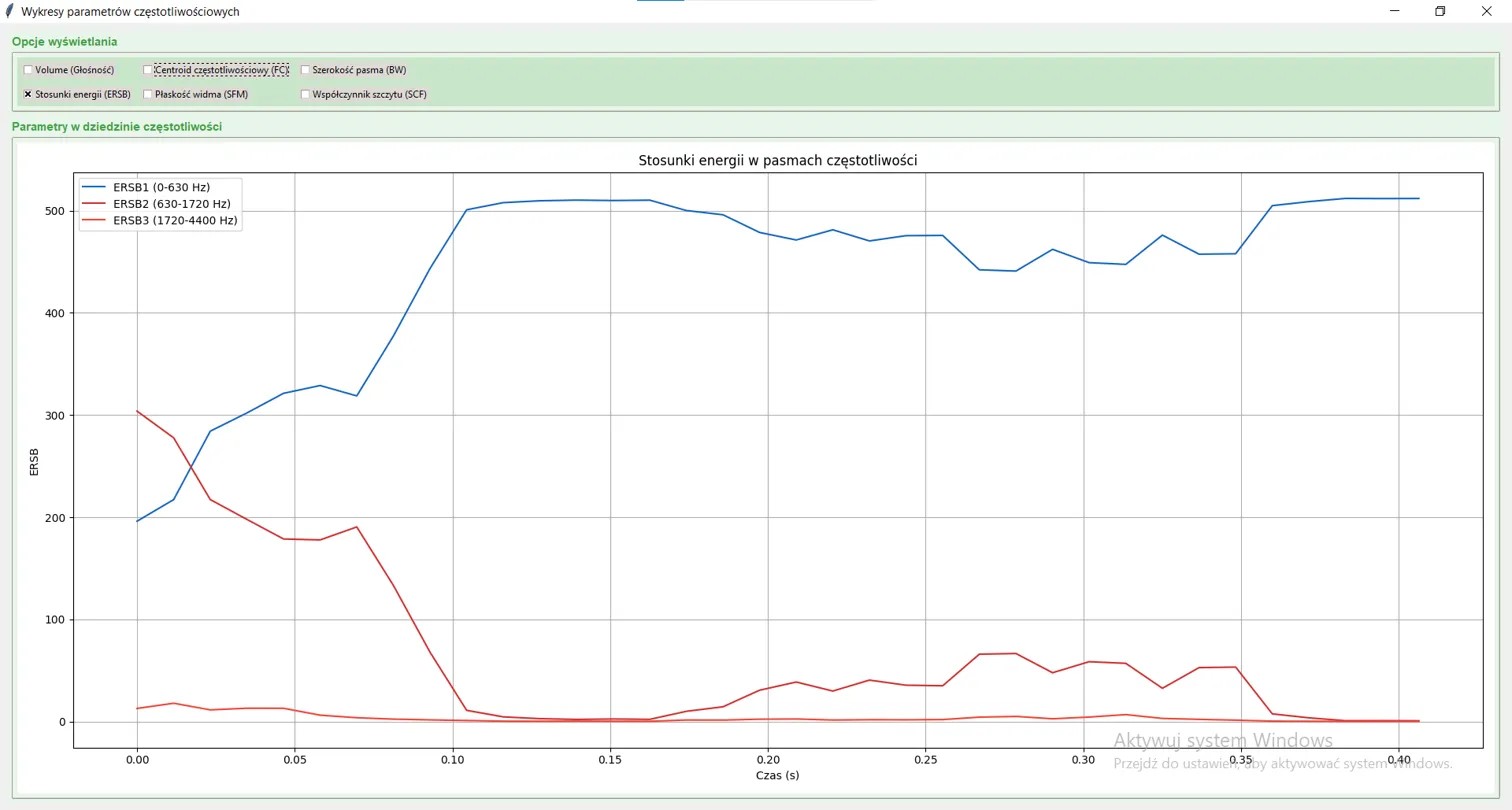 Wykresy parametrów częstotliwościowych
Opcje wyświetlania
Volume (Głośność) Centroid częstotliwościowy (FC) Szerokość pasma (BW)
Stosunki energii (ERSB) Płaskość widma (SFM) Współczynnik szczytu (SCF)
Parametry w dziedzinie częstotliwości
Stosunki energii w pasmach częstotliwości
ERSB1 (0-630 Hz)
ERSB2 (630-1720 Hz)
ERSB3 (1720-4400 Hz)
500
400
300
200
100
0
ERSB
0.00 0.05 0.10 0.15 0.20 0.25 0.30 0.35 0.40
Czas (s)
Aktywuj system Windows
Przejdź do ustawień, aby aktywować system Windows.